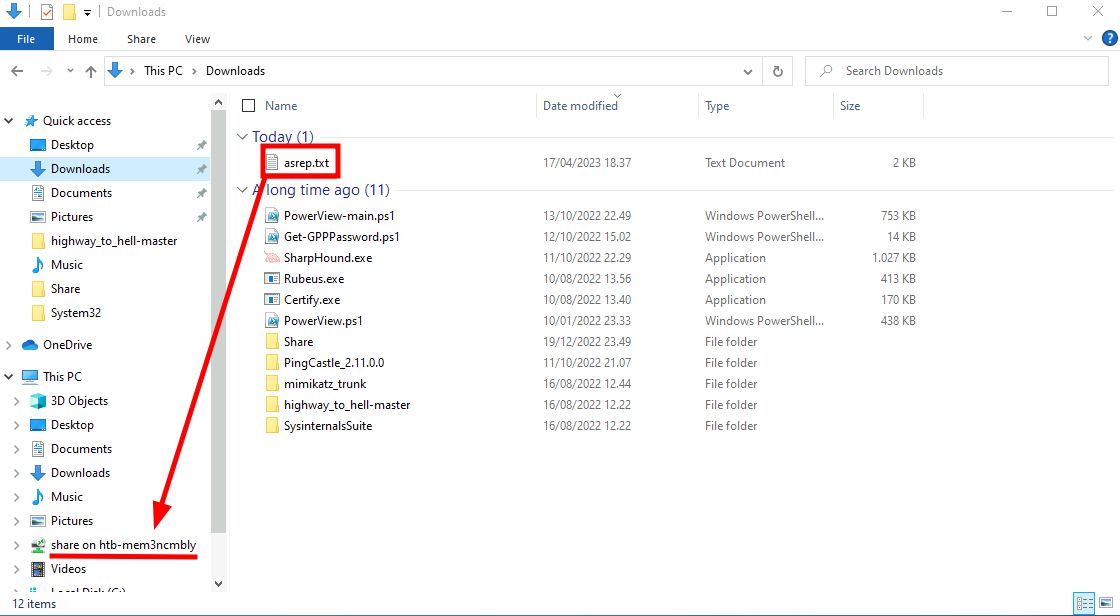 Downloads
File Home Share View
This PC Downloads
Search Downloads
Name Date modified Type Size
Quick access
Desktop
Downloads
Documents
Pictures
highway_to_hell-master
Music
Share
System32
OneDrive
This PC
3D Objects
Desktop
Documents
Downloads
Music
Pictures
share on htb-mem3ncmbly
Videos
Local Disk (C:)
Today (1)
asrep.txt 17/04/2023 18.37 Text Document 2 KB
A long time ago (11)
PowerView-main.ps1 13/10/2022 22.49 Windows PowerShell... 753 KB
Get-GPPPassword.ps1 12/10/2022 15.02 Windows PowerShell... 14 KB
SharpHound.exe 11/10/2022 22.29 Application 1.027 KB
Rubeus.exe 10/08/2022 13.56 Application 413 KB
Certify.exe 10/08/2022 13.40 Application 170 KB
PowerView.ps1 10/01/2022 23.33 Windows PowerShell... 438 KB
Share 19/12/2022 23.49 File folder
PingCastle_2.11.0.0 11/10/2022 21.07 File folder
mimikatz_trunk 16/08/2022 12.44 File folder
highway_to_hell-master 16/08/2022 12.22 File folder
SysinternalsSuite 16/08/2022 12.22 File folder
12 items